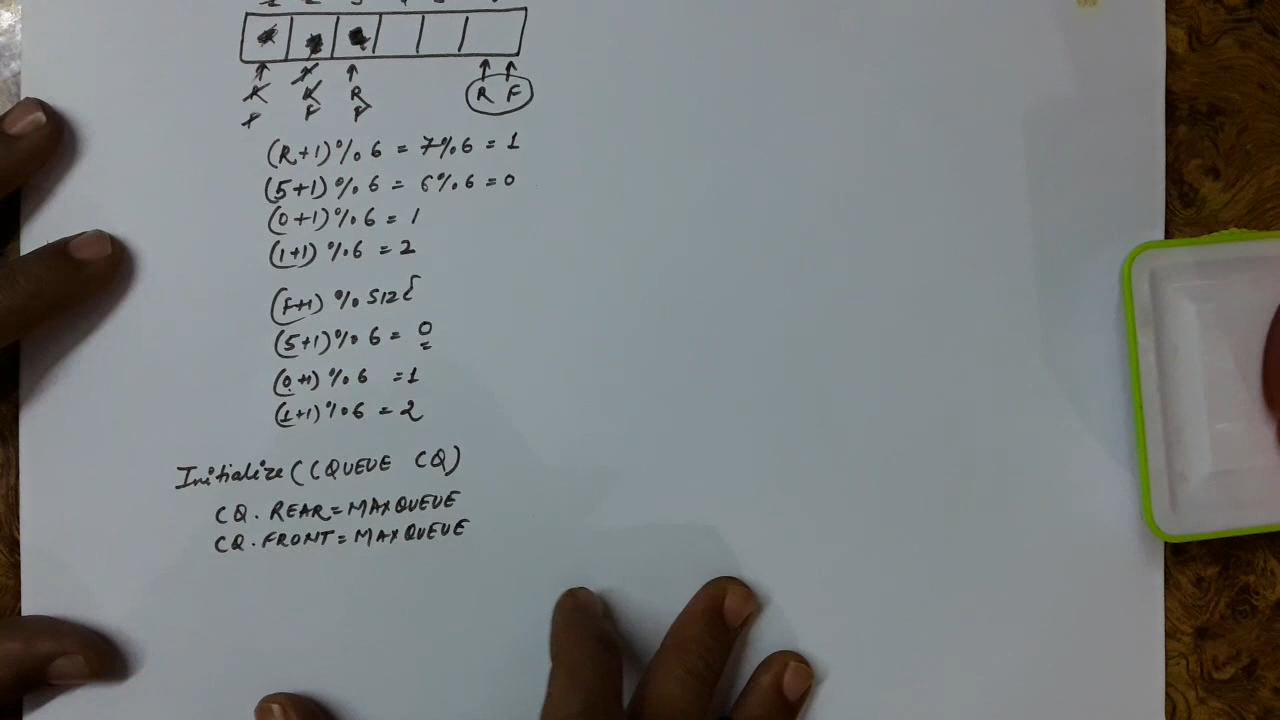 R R R R F
F F F
(R+1)%6 = 7%6 = 1
(5+1)%6 = 6%6 = 0
(0+1)%6 = 1
(1+1)%6 = 2
(F+1)%SIZE
(5+1)%6 = 0
(0+1)%6 = 1
(1+1)%6 = 2
Initialize(CQUEUE CQ)
CQ.REAR=MAXQUEUE
CQ.FRONT=MAXQUEUE